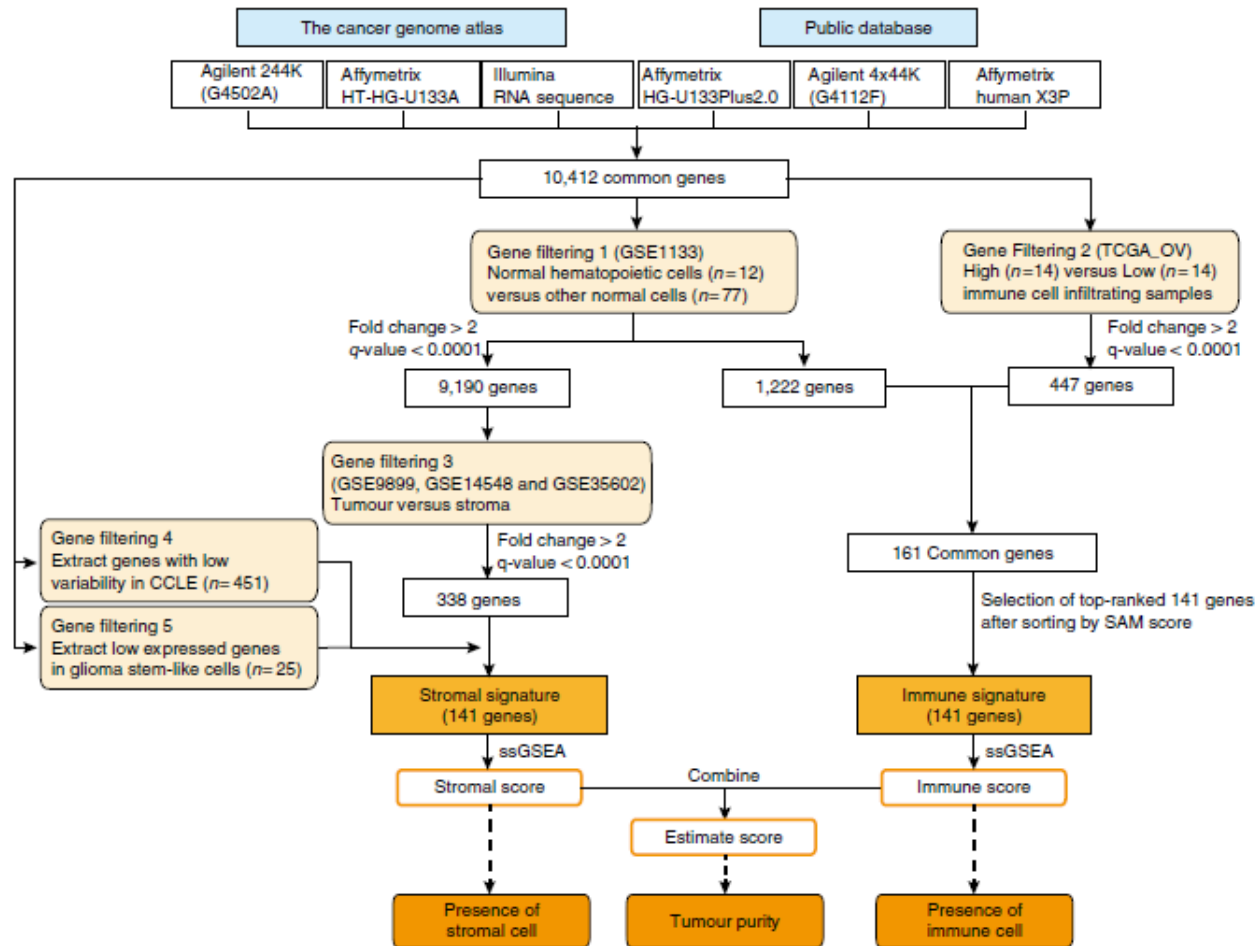 The cancer genome atlas
Public database
Agilent 244K
(G4502A)
Affymetrix
HT-HG-U133A
Illumina
RNA sequence
Affymetrix
HG-U133Plus2.0
Agilent 4x44K
(G4112F)
Affymetrix
human X3P
10,412 common genes
Gene filtering 1 (GSE1133)
Normal hematopoietic cells (n=12)
versus other normal cells (n=77)
Gene Filtering 2 (TCGA_OV)
High (n=14) versus Low (n=14)
immune cell infiltrating samples
Fold change > 2
q-value < 0.0001
Fold change > 2
q-value < 0.0001
9,190 genes
1,222 genes
447 genes
Gene filtering 3
(GSE9899, GSE14548 and GSE35602)
Tumour versus stroma
Gene filtering 4
Extract genes with low
variability in CCLE (n=451)
Fold change > 2
q-value < 0.0001
161 Common genes
338 genes
Selection of top-ranked 141 genes
after sorting by SAM score
Gene filtering 5
Extract low expressed genes
in glioma stem-like cells (n=25)
Stromal signature
(141 genes)
Immune signature
(141 genes)
ssGSEA
ssGSEA
Stromal score
Combine
Immune score
Estimate score
Presence of
stromal cell
Tumour purity
Presence of
immune cell